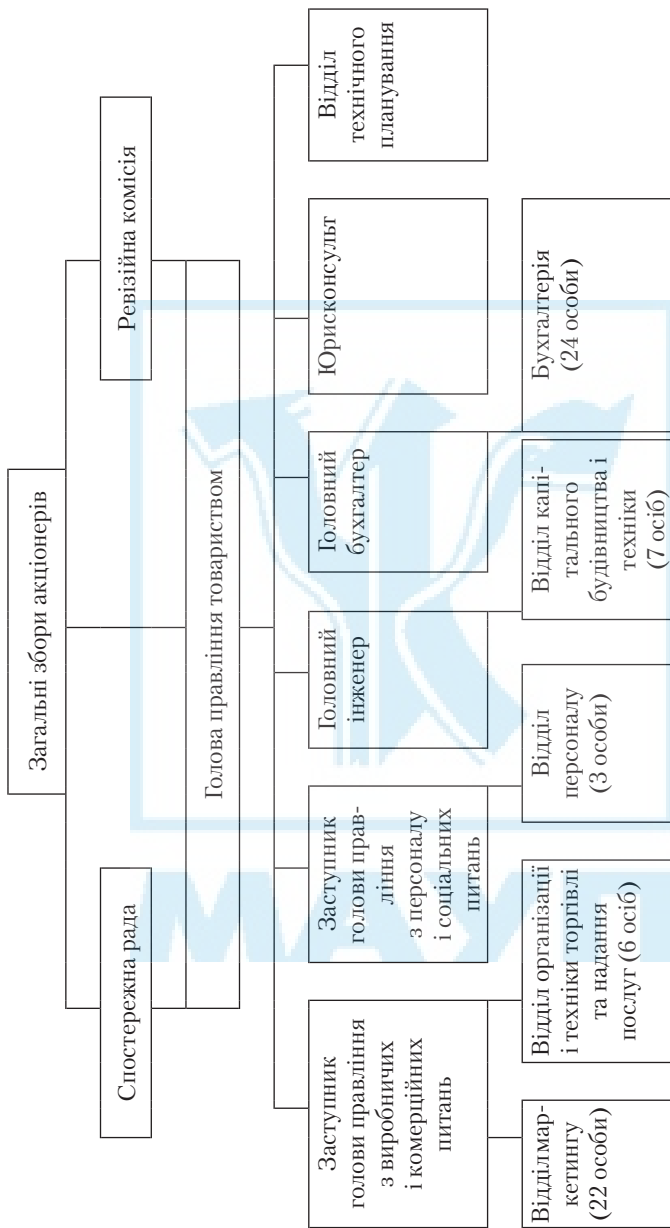 Загальні збори акціонерів
Спостережна рада
Ревізійна комісія
Голова правління товариством
Заступник
голови правління
з виробничих
і комерційних
питань
Заступник
голови прав-
ління
з персоналу
і соціальних
питань
Головний
інженер
Головний
бухгалтер
Юрисконсульт
Відділ
технічного
планування
Відділ мар-
кетингу
(22 особи)
Відділ організації
і техніки торгівлі
та надання
послуг (6 осіб)
Відділ
персоналу
(3 особи)
Відділ капі-
тального
будівництва і
техніки
(7 осіб)
Бухгалтерія
(24 особи)
МАУП